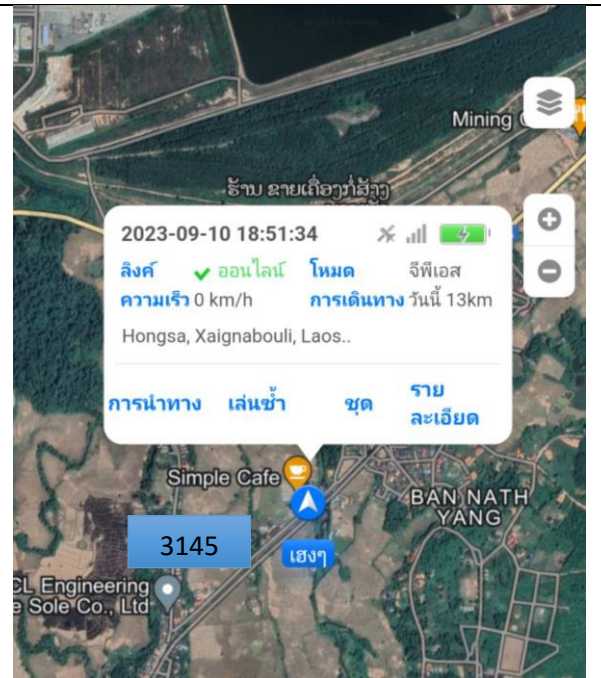 Mining
ຮ້ານ ຂາຍເຄື່ອງກໍ່ສ້າງ
2023-09-10 18:51:34
ลิงค์ ออนไลน์ โหมด จีพีเอส
ความเร็ว 0 km/h การเดินทาง วันนี้ 13km
Hongsa, Xaignabouli, Laos..
การนำทาง เล่นซ้ำ ชุด ราย
ละเอียด
Simple Cafe
BAN NATH
YANG
3145
เฮงๆ
CL Engineering
e Sole Co., Ltd